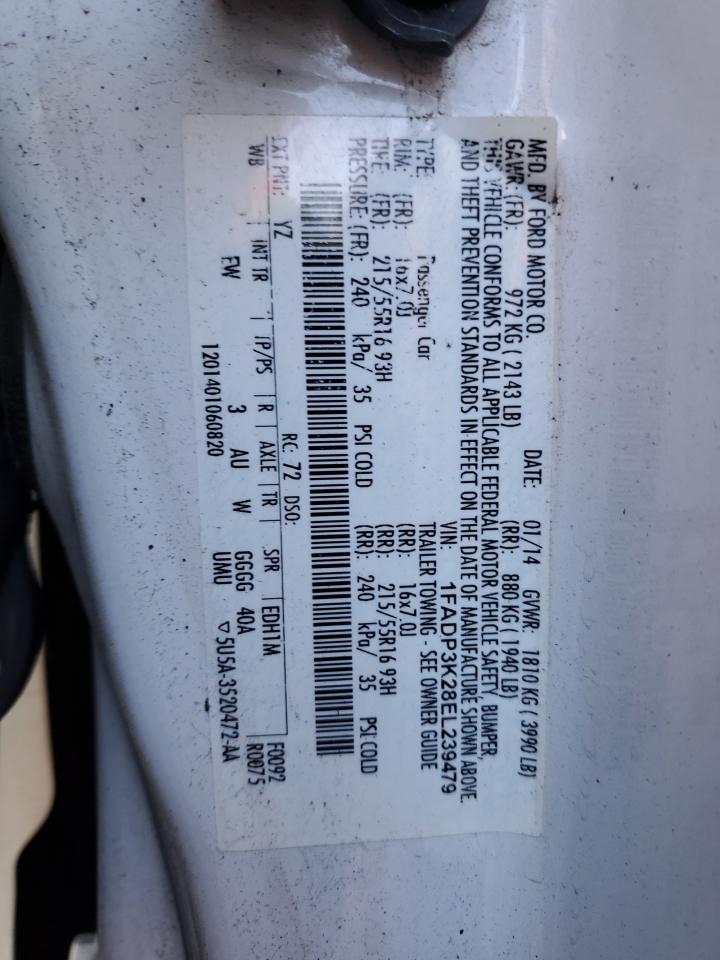 MFD. BY FORD MOTOR CO. DATE: 01/14 GVWR: 1810 KG ( 3990 LB)
GAWR: (FR): 972 KG ( 2143 LB) (RR): 880 KG ( 1940 LB)
THIS VEHICLE CONFORMS TO ALL APPLICABLE FEDERAL MOTOR VEHICLE SAFETY, BUMPER,
AND THEFT PREVENTION STANDARDS IN EFFECT ON THE DATE OF MANUFACTURE SHOWN ABOVE.
VIN: 1FADP3K28EL239479
TYPE: Passenger Car TRAILER TOWING - SEE OWNER GUIDE
RIM: (FR): 16x7.0J (RR): 16x7.0J
TIRE: (FR): 215/55R16 93H (RR): 215/55R16 93H
PRESSURE: (FR): 240 kPa/ 35 PSI COLD (RR): 240 kPa/ 35 PSI COLD
EXT PNT: YZ RC: 72 DSO: F0092
WB INT TR TP/PS R AXLE TR SPR EDH1M R0075
FW 3 AU W GGGG 40A
1201401060820 UMU ▽5U5A-3520472-AA